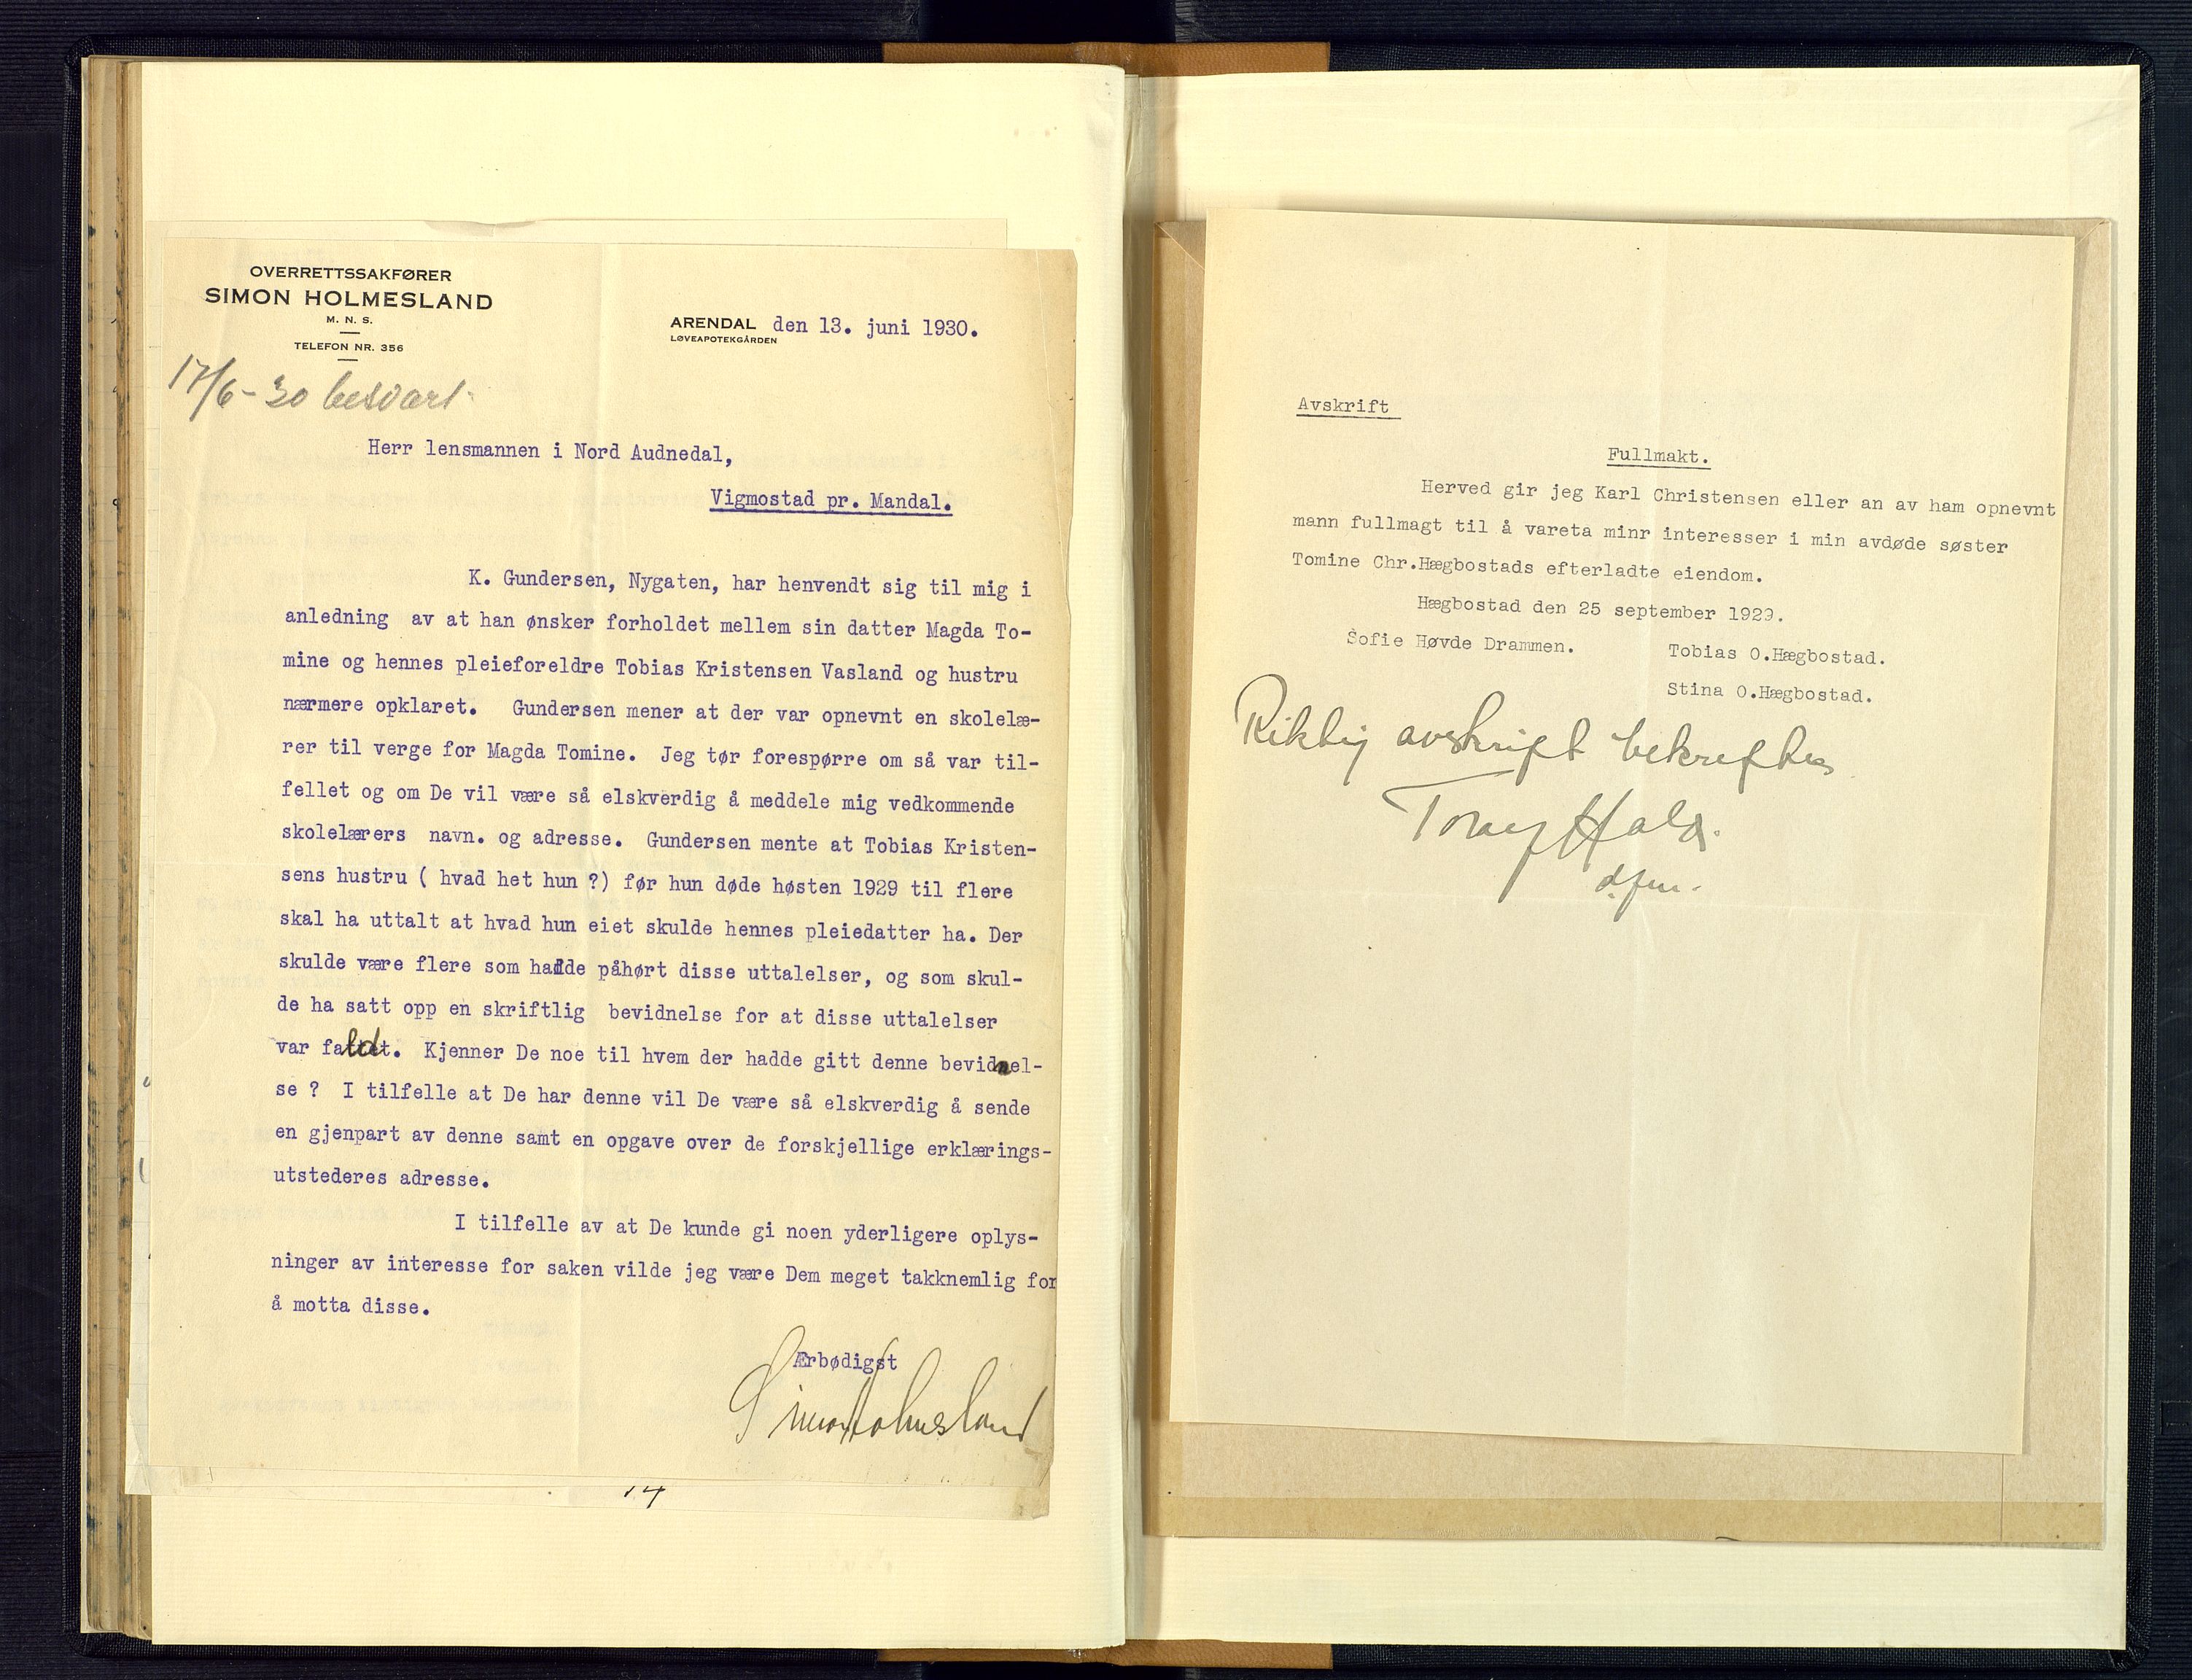 OVERRETTSSAKFØRER
SIMON HOLMESLAND
M. N. S.
TELEFON NR. 356
ARENDAL den 13. juni 1930.
LØVEAPOTEKGÅRDEN
17/6-30 besvart.
Herr lensmannen i Nord Audnedal,
Vigmostad pr. Mandal.
K. Gundersen, Nygaten, har henvendt sig til mig i
anledning av at han ønsker forholdet mellem sin datter Magda To-
mine og hennes pleieforeldre Tobias Kristensen Vasland og hustru
nærmere opklaret. Gundersen mener at der var opnevnt en skolelæ-
rer til verge for Magda Tomine. Jeg tør forespørre om så var til-
fellet og om De vil være så elskverdig å meddele mig vedkommende
skolelærers navn. og adresse. Gundersen mente at Tobias Kristen-
sens hustru ( hvad het hun ?) før hun døde høsten 1929 til flere
skal ha uttalt at hvad hun eiet skulde hennes pleiedatter ha. Der
skulde være flere som hadde påhørt disse uttalelser, og som skul-
de ha satt opp en skriftlig bevidnelse for at disse uttalelser
var faldt. Kjenner De noe til hvem der hadde gitt denne bevidnel-
se ? I tilfelle at De har denne vil De være så elskverdig å sende
en gjenpart av denne samt en opgave over de forskjellige erklærings-
utstederes adresse.
I tilfelle av at De kunde gi noen yderligere oplys-
ninger av interesse for saken vilde jeg være Dem meget takknemlig for
å motta disse.
Ærbødigst
Simon Holmesland
14
Avskrift
Fullmakt.
Herved gir jeg Karl Christensen eller an av ham opnevnt
mann fullmagt til å vareta minr interesser i min avdøde søster
Tomine Chr.Hægbostads efterladte eiendom.
Hægbostad den 25 september 1929.
Sofie Høvde Drammen.
Tobias O.Hægbostad.
Stina O.Hægbostad.
Riktig avskrift bekreftes